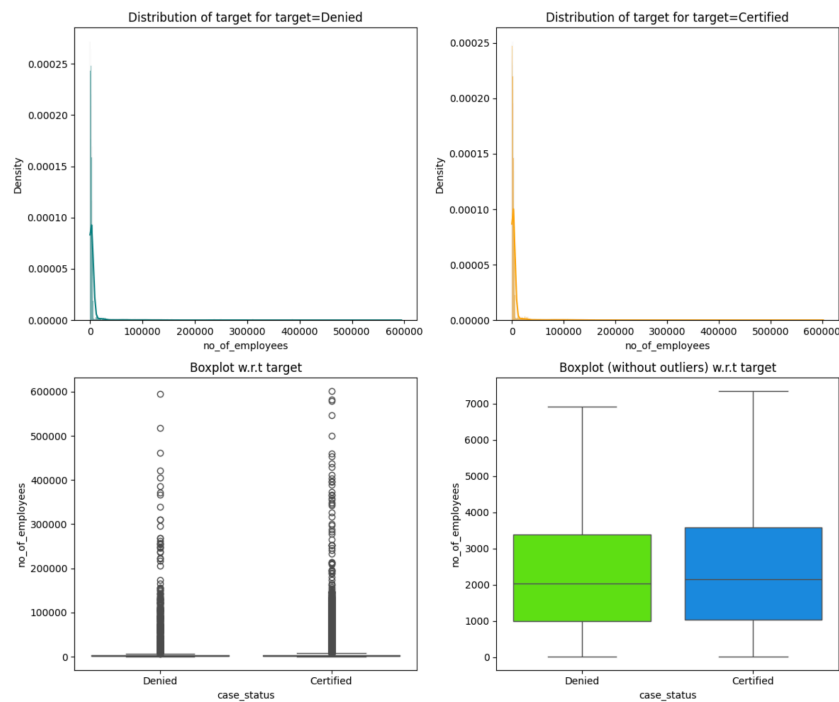 Distribution of target for target=Denied
Density
0.00025
0.00020
0.00015
0.00010
0.00005
0.00000
0 100000 200000 300000 400000 500000 600000
no_of_employees
Distribution of target for target=Certified
Density
0.00025
0.00020
0.00015
0.00010
0.00005
0.00000
0 100000 200000 300000 400000 500000 600000
no_of_employees
Boxplot w.r.t target
no_of_employees
600000
500000
400000
300000
200000
100000
0
Denied Certified
case_status
Boxplot (without outliers) w.r.t target
no_of_employees
7000
6000
5000
4000
3000
2000
1000
0
Denied Certified
case_status